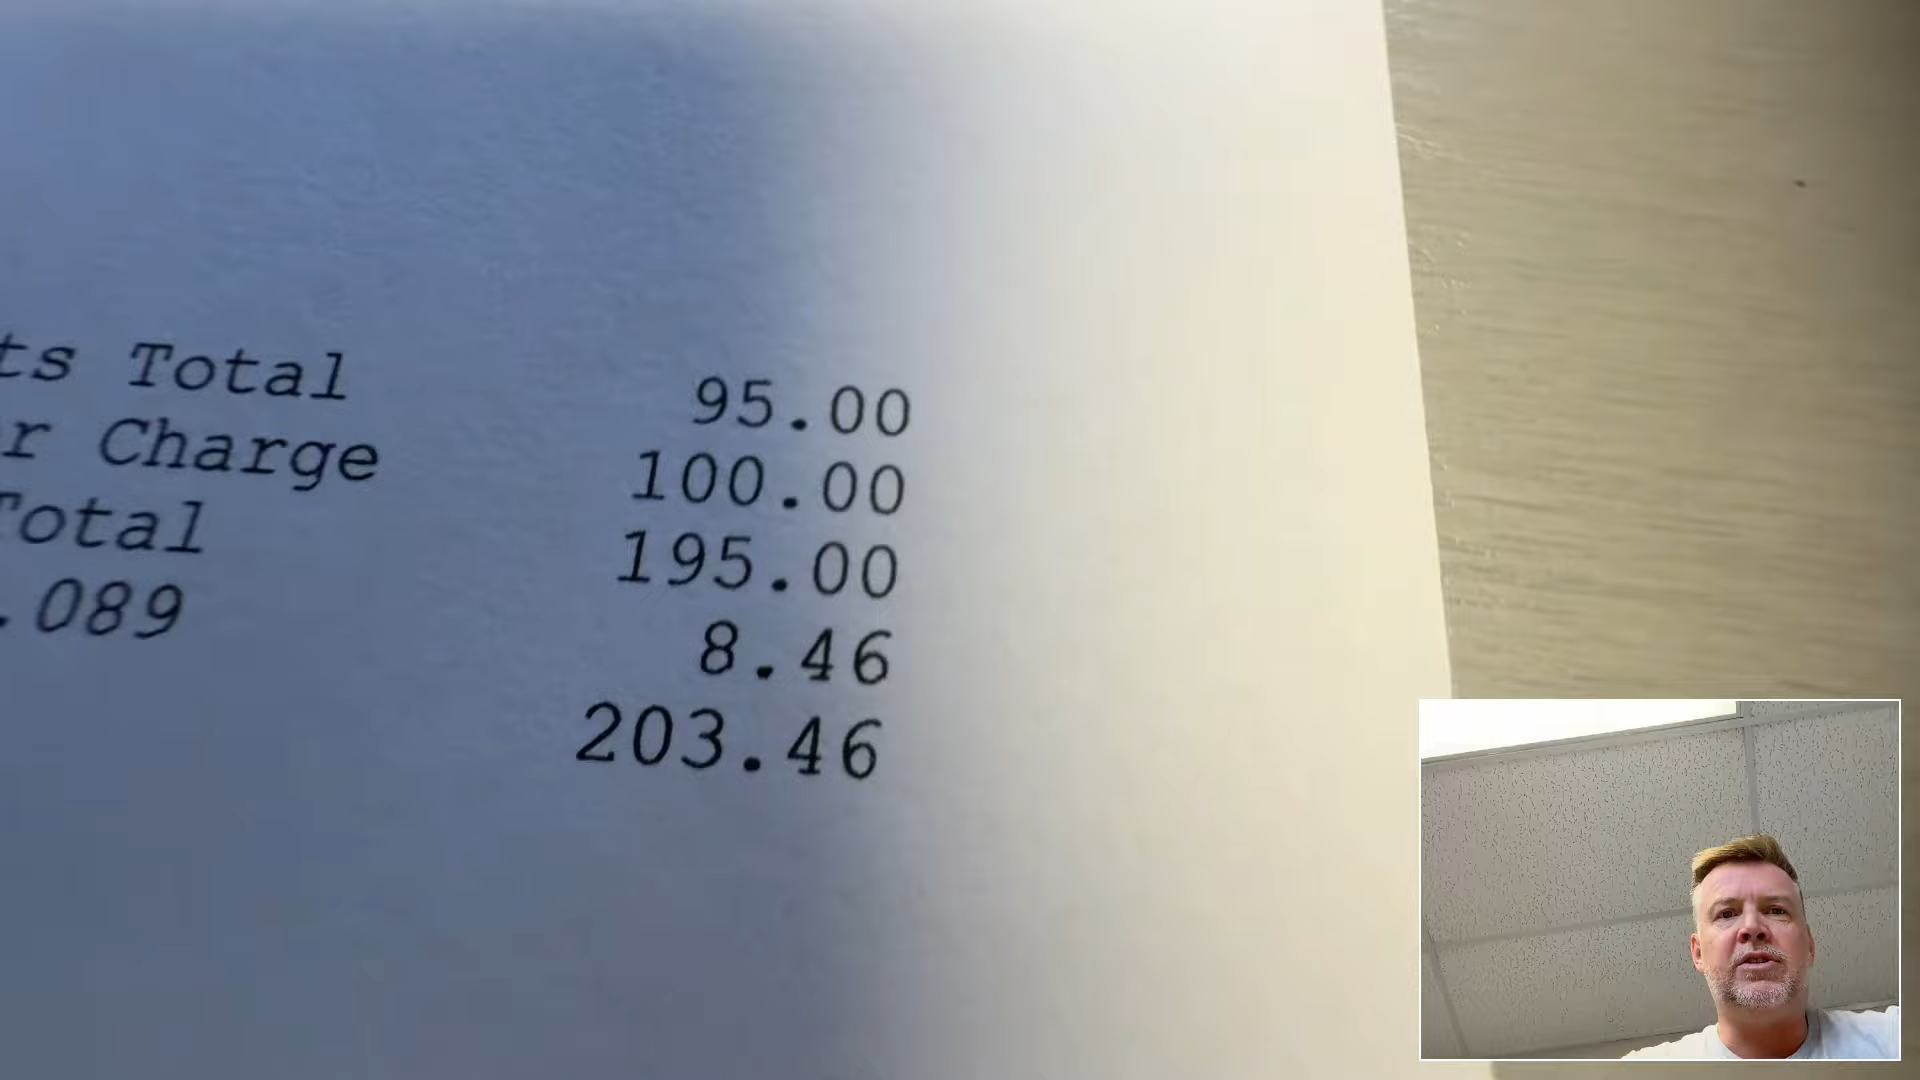 ts Total 95.00
r Charge 100.00
Total 195.00
.089 8.46
203.46